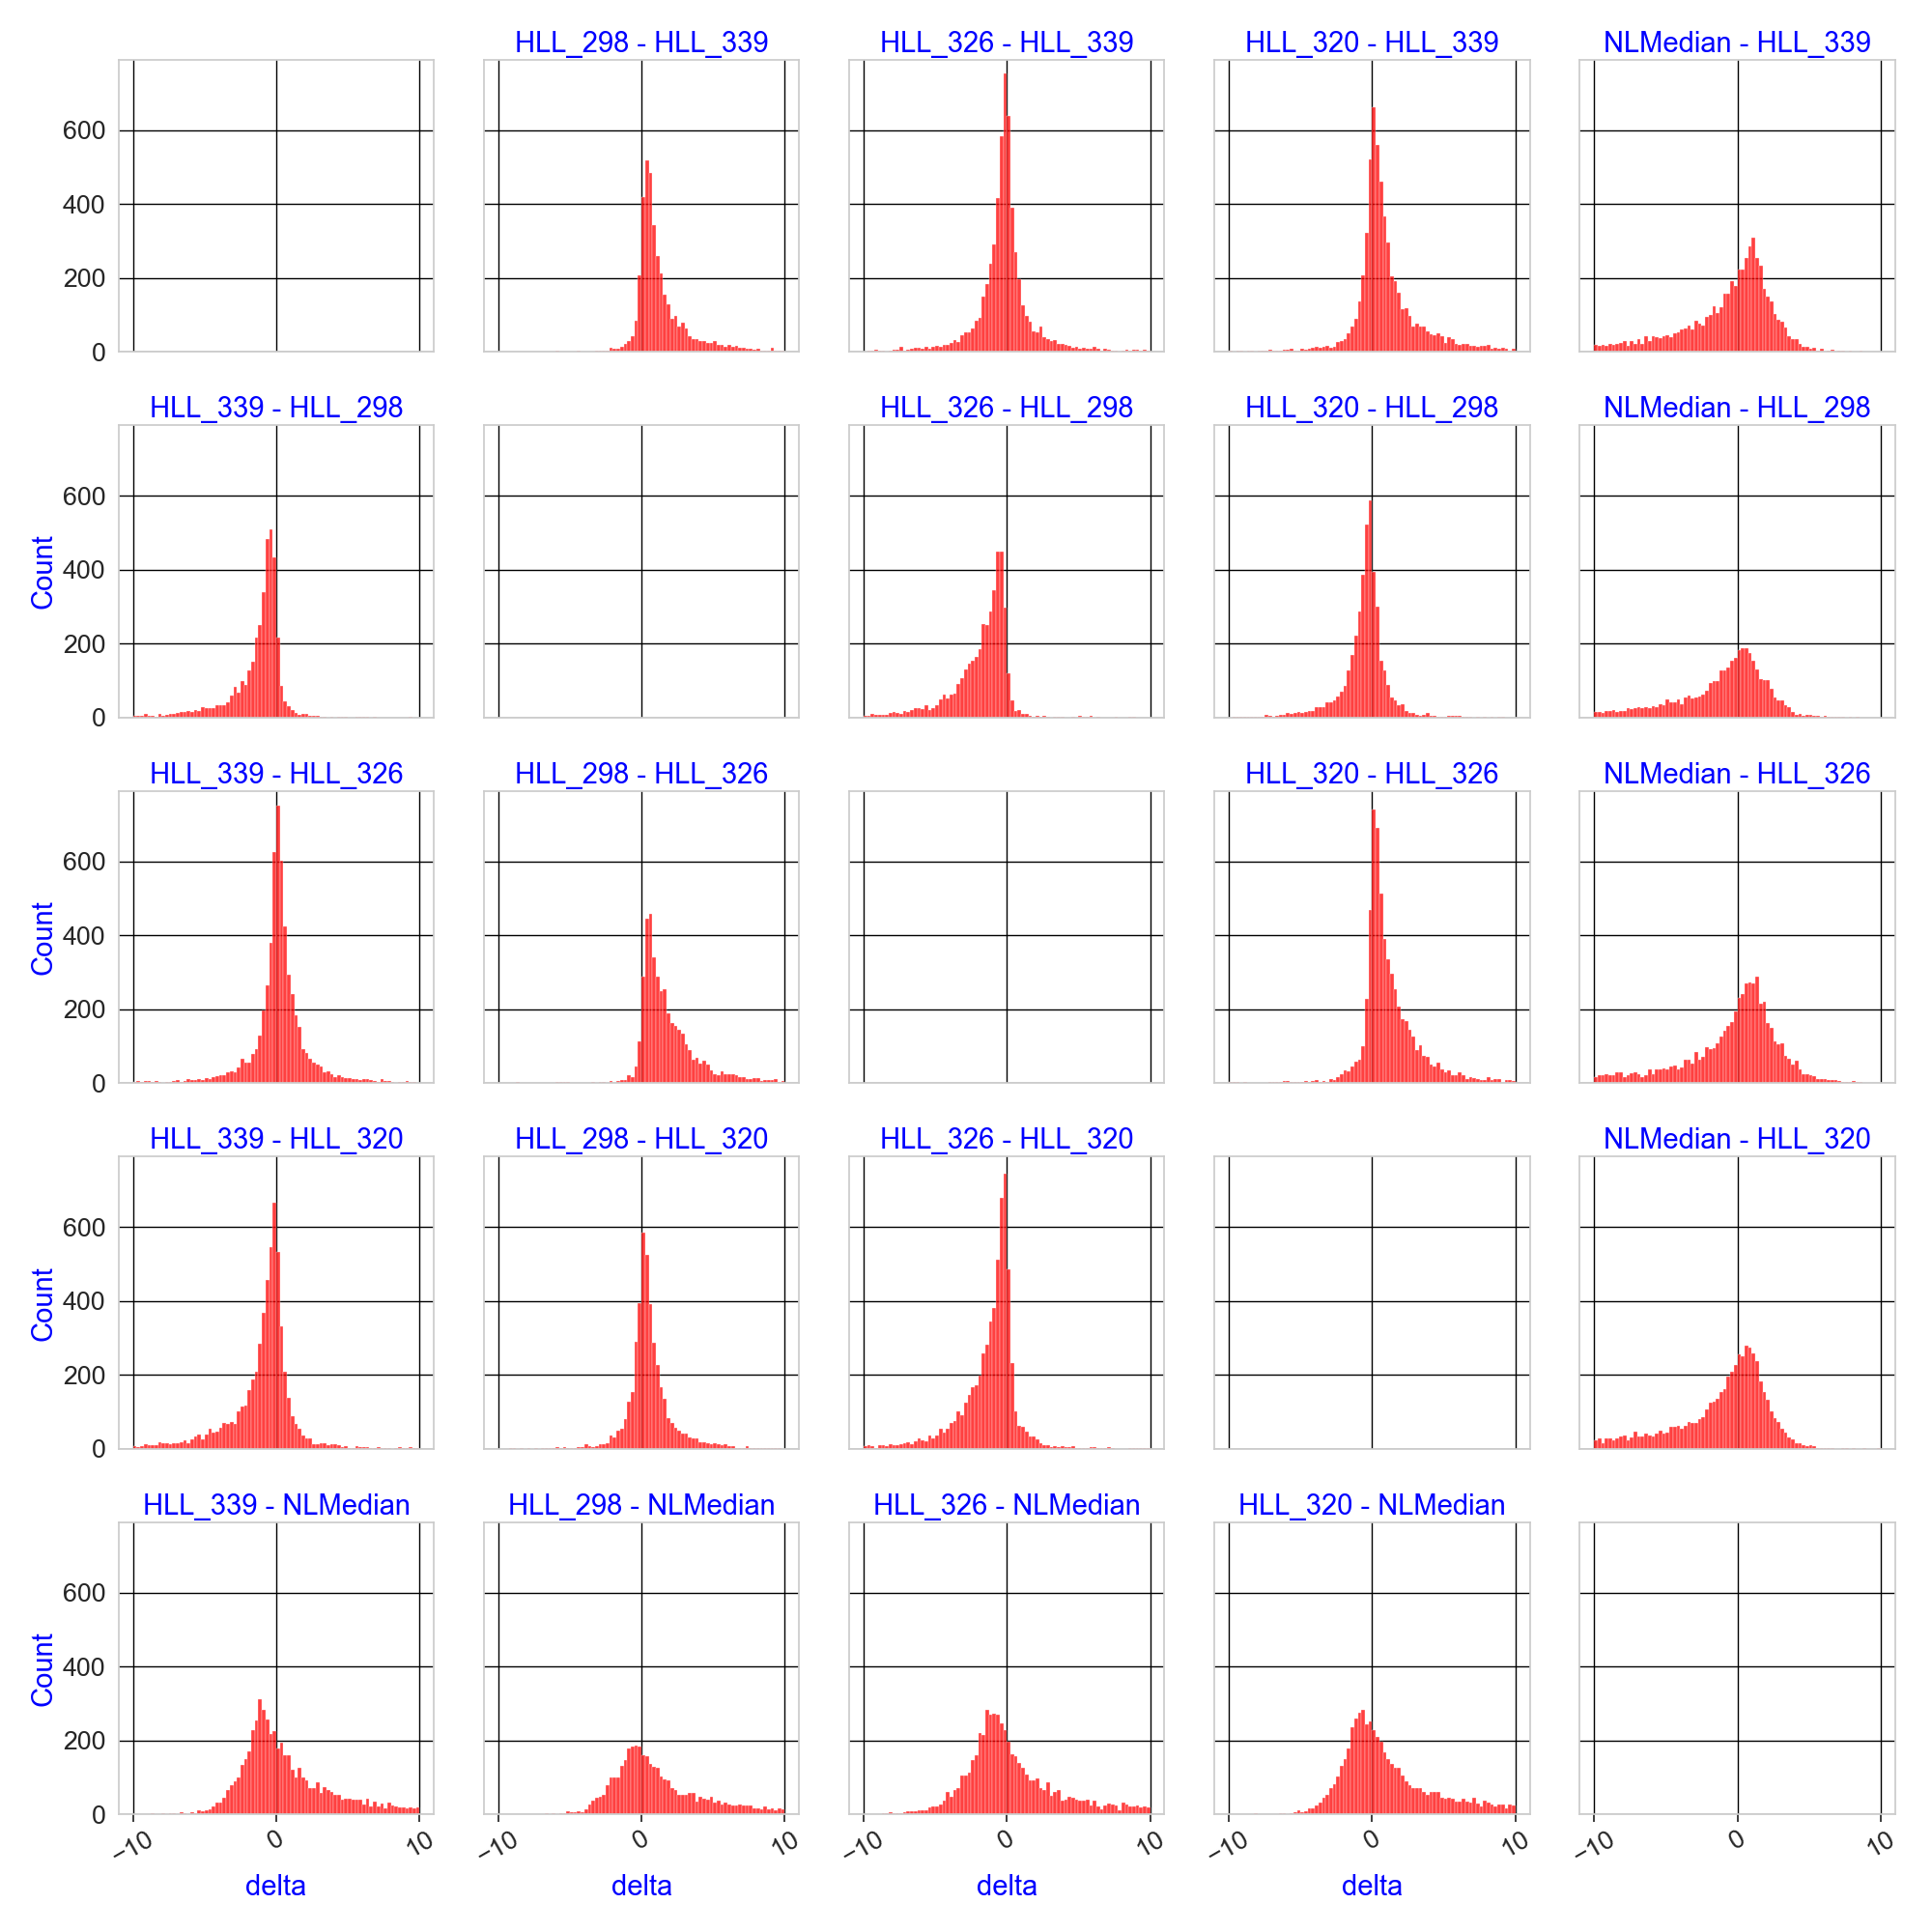 HLL_298 - HLL_339
HLL_326 - HLL_339
HLL_320 - HLL_339
NLMedian - HLL_339
600
400
200
0
HLL_339 - HLL_298
HLL_326 - HLL_298
HLL_320 - HLL_298
NLMedian - HLL_298
Count
600
400
200
0
HLL_339 - HLL_326
HLL_298 - HLL_326
HLL_320 - HLL_326
NLMedian - HLL_326
Count
600
400
200
0
HLL_339 - HLL_320
HLL_298 - HLL_320
HLL_326 - HLL_320
NLMedian - HLL_320
Count
600
400
200
0
HLL_339 - NLMedian
HLL_298 - NLMedian
HLL_326 - NLMedian
HLL_320 - NLMedian
Count
600
400
200
0
−10 0 10
−10 0 10
−10 0 10
−10 0 10
−10 0 10
delta
delta
delta
delta